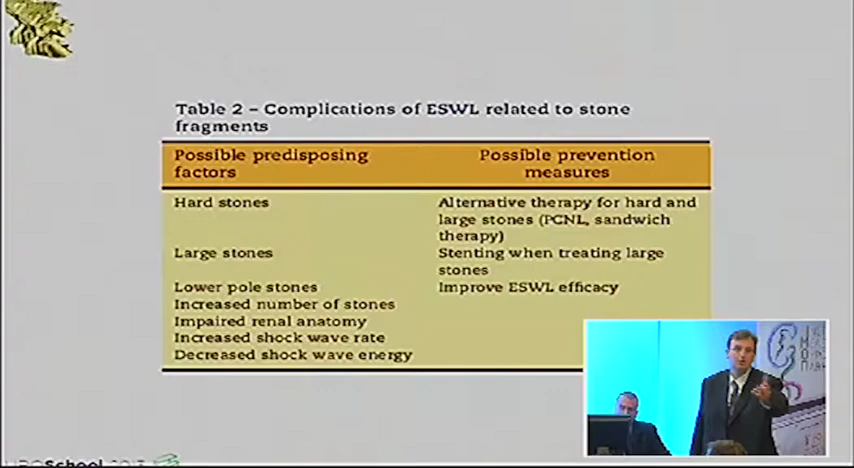 Table 2 – Complications of ESWL related to stone
fragments
Possible predisposing
factors
Possible prevention
measures
Hard stones
Alternative therapy for hard and
large stones (PCNL, sandwich
therapy)
Large stones
Stenting when treating large
stones
Lower pole stones
Improve ESWL efficacy
Increased number of stones
Impaired renal anatomy
Increased shock wave rate
Decreased shock wave energy